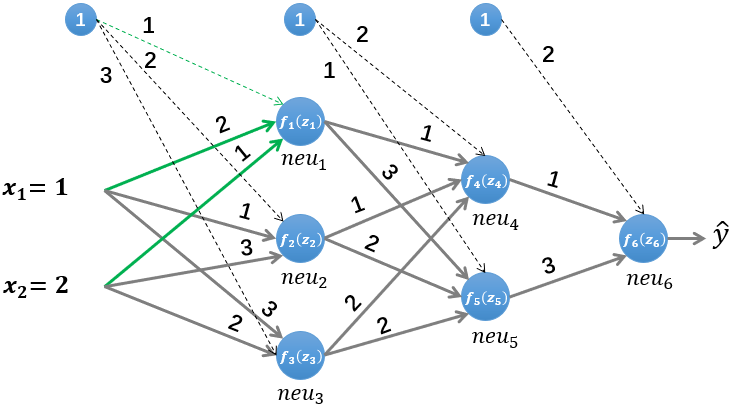 1 1 1
1 2 2
2 1
3
2 f₁(z₁) 1
1 neu₁ 3
x₁= 1 1 f₄(z₄) 1
2 1 neu₄
3 f₂(z₂) 2 f₆(z₆) ŷ
x₂= 2 neu₂ neu₆
3 2 f₅(z₅) 3
2 2 neu₅
f₃(z₃)
neu₃